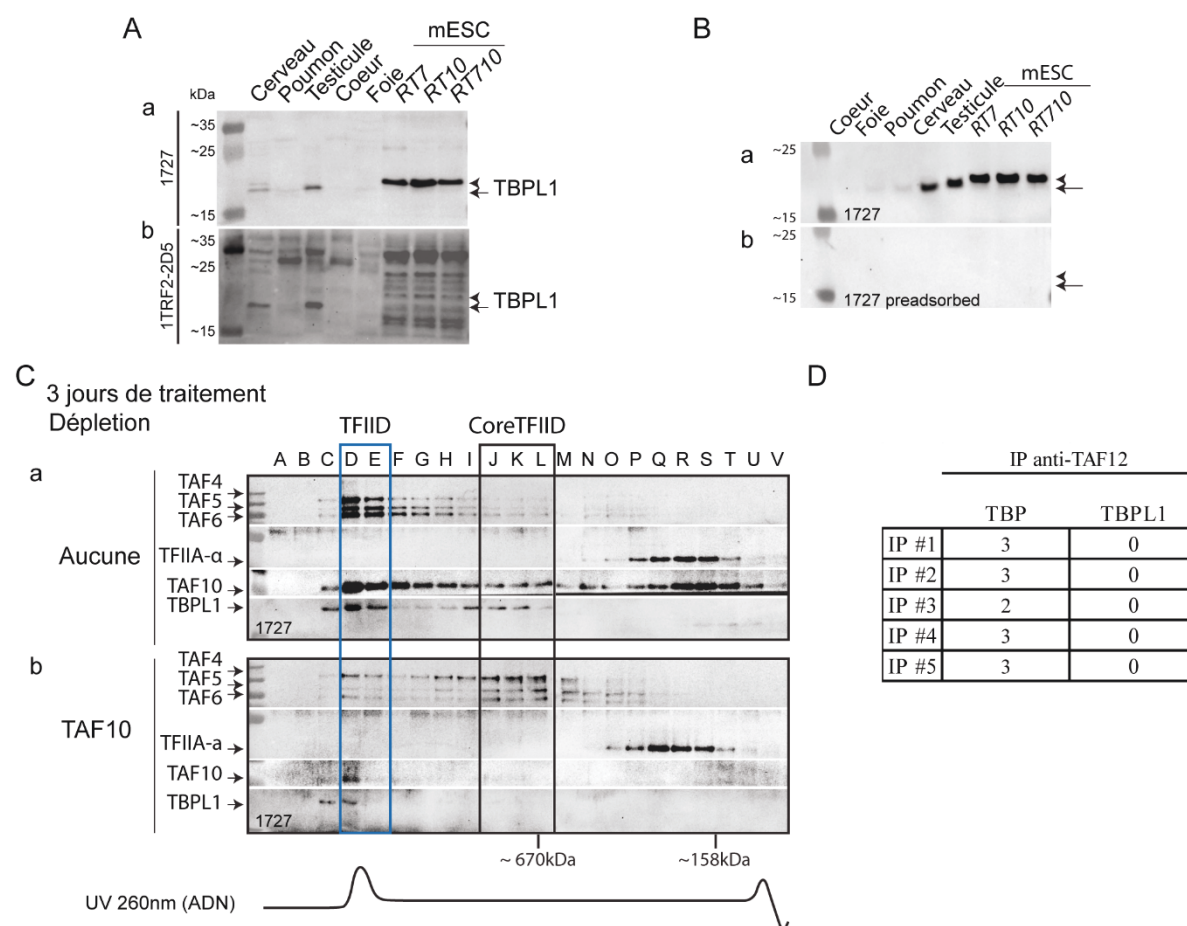 A
mESC
Cerveau
Poumon
Testicule
Coeur
Foie
RT7
RT10
RT710
kDa
a
1727
~35
~25
~15
TBPL1
b
1TRF2-2D5
~35
~25
~15
TBPL1
B
mESC
Coeur
Foie
Poumon
Cerveau
Testicule
RT7
RT10
RT710
a
~25
~15
1727
b
~25
~15
1727 preadsorbed
C
3 jours de traitement
Dépletion
TFIID
CoreTFIID
A B C D E F G H I J K L M N O P Q R S T U V
a
Aucune
TAF4
TAF5
TAF6
TFIIA-α
TAF10
TBPL1
1727
b
TAF10
TAF4
TAF5
TAF6
TFIIA-a
TAF10
TBPL1
1727
~ 670kDa
~158kDa
UV 260nm (ADN)
D
IP anti-TAF12
TBP TBPL1
IP #1 3 0
IP #2 3 0
IP #3 2 0
IP #4 3 0
IP #5 3 0